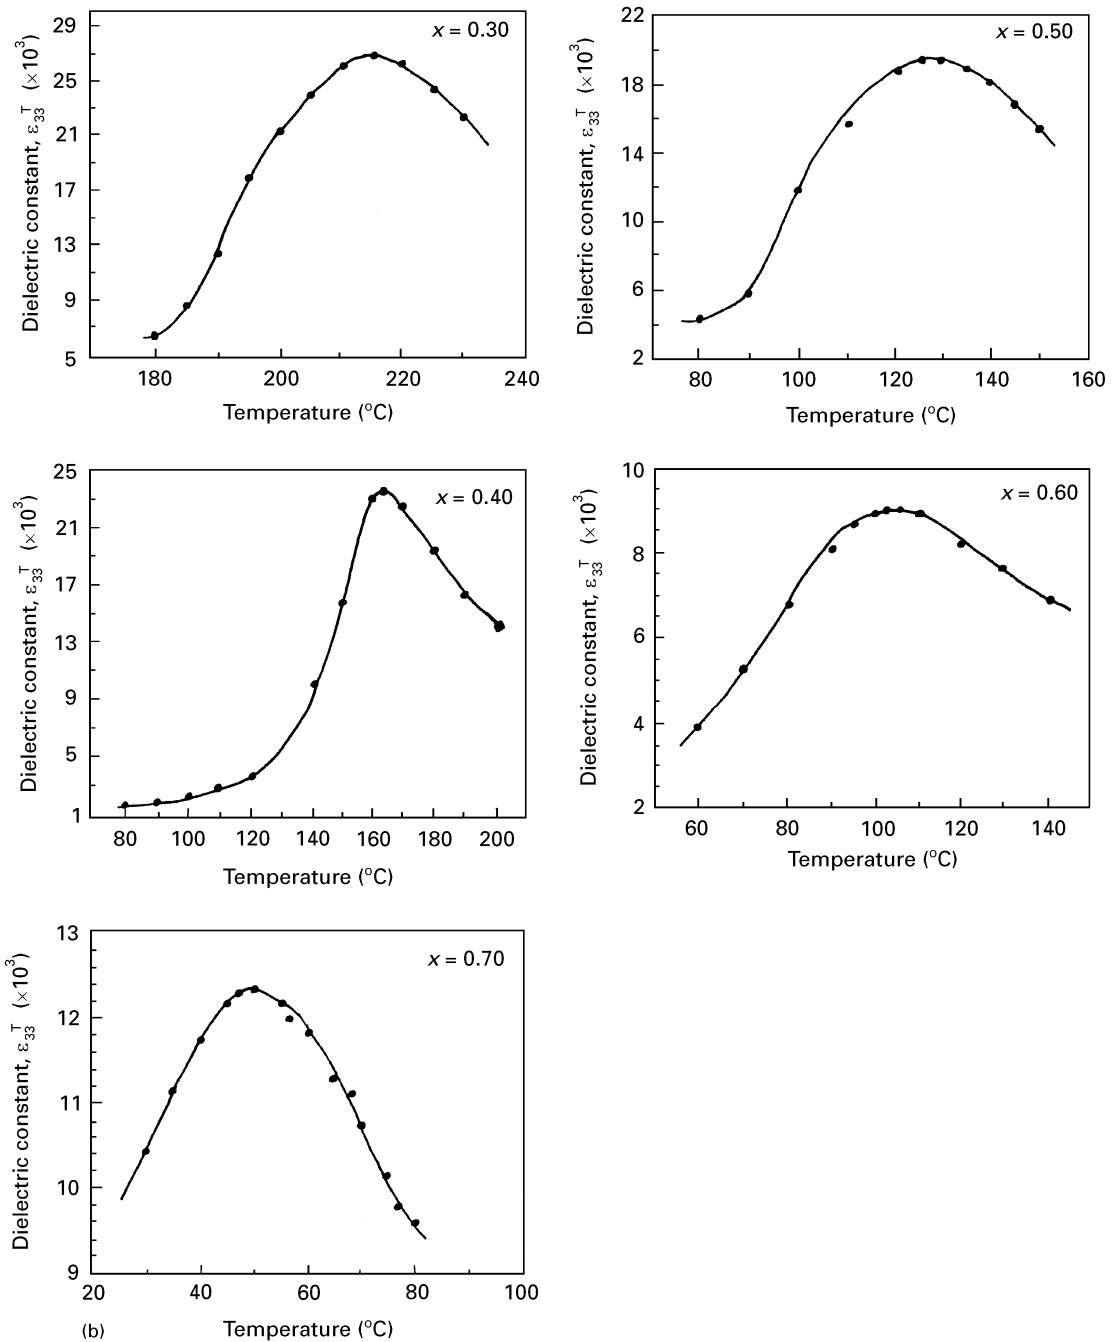 x = 0.30
Dielectric constant, ε₃₃ᵀ (×10³)
29
25
21
17
13
9
5
180 200 220 240
Temperature (°C)
x = 0.50
Dielectric constant, ε₃₃ᵀ (×10³)
22
18
14
10
6
2
80 100 120 140 160
Temperature (°C)
x = 0.40
Dielectric constant, ε₃₃ᵀ (×10³)
25
21
17
13
9
5
1
80 100 120 140 160 180 200
Temperature (°C)
x = 0.60
Dielectric constant, ε₃₃ᵀ (×10³)
10
8
6
4
2
60 80 100 120 140
Temperature (°C)
x = 0.70
Dielectric constant, ε₃₃ᵀ (×10³)
13
12
11
10
9
20 40 60 80 100
Temperature (°C)
(b)